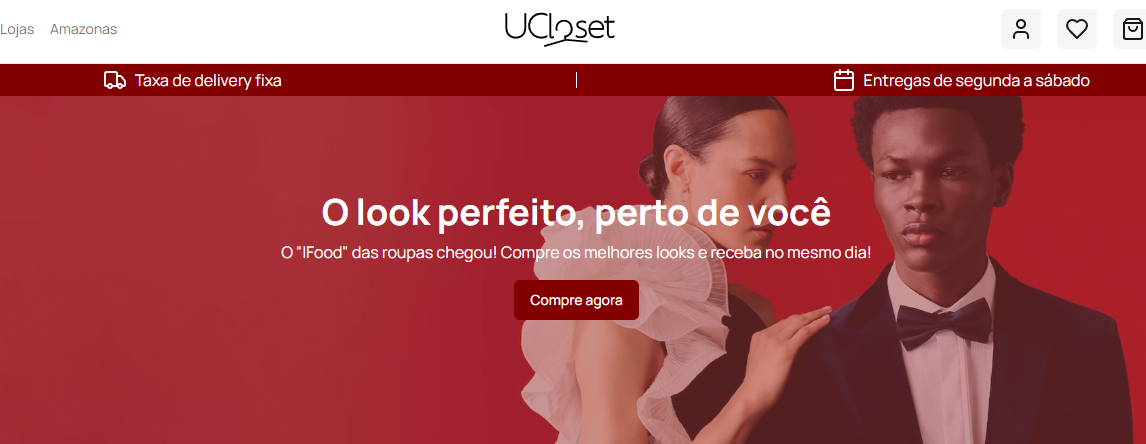 Lojas Amazonas
UCloset
Taxa de delivery fixa
Entregas de segunda a sábado
O look perfeito, perto de você
O "IFood" das roupas chegou! Compre os melhores looks e receba no mesmo dia!
Compre agora